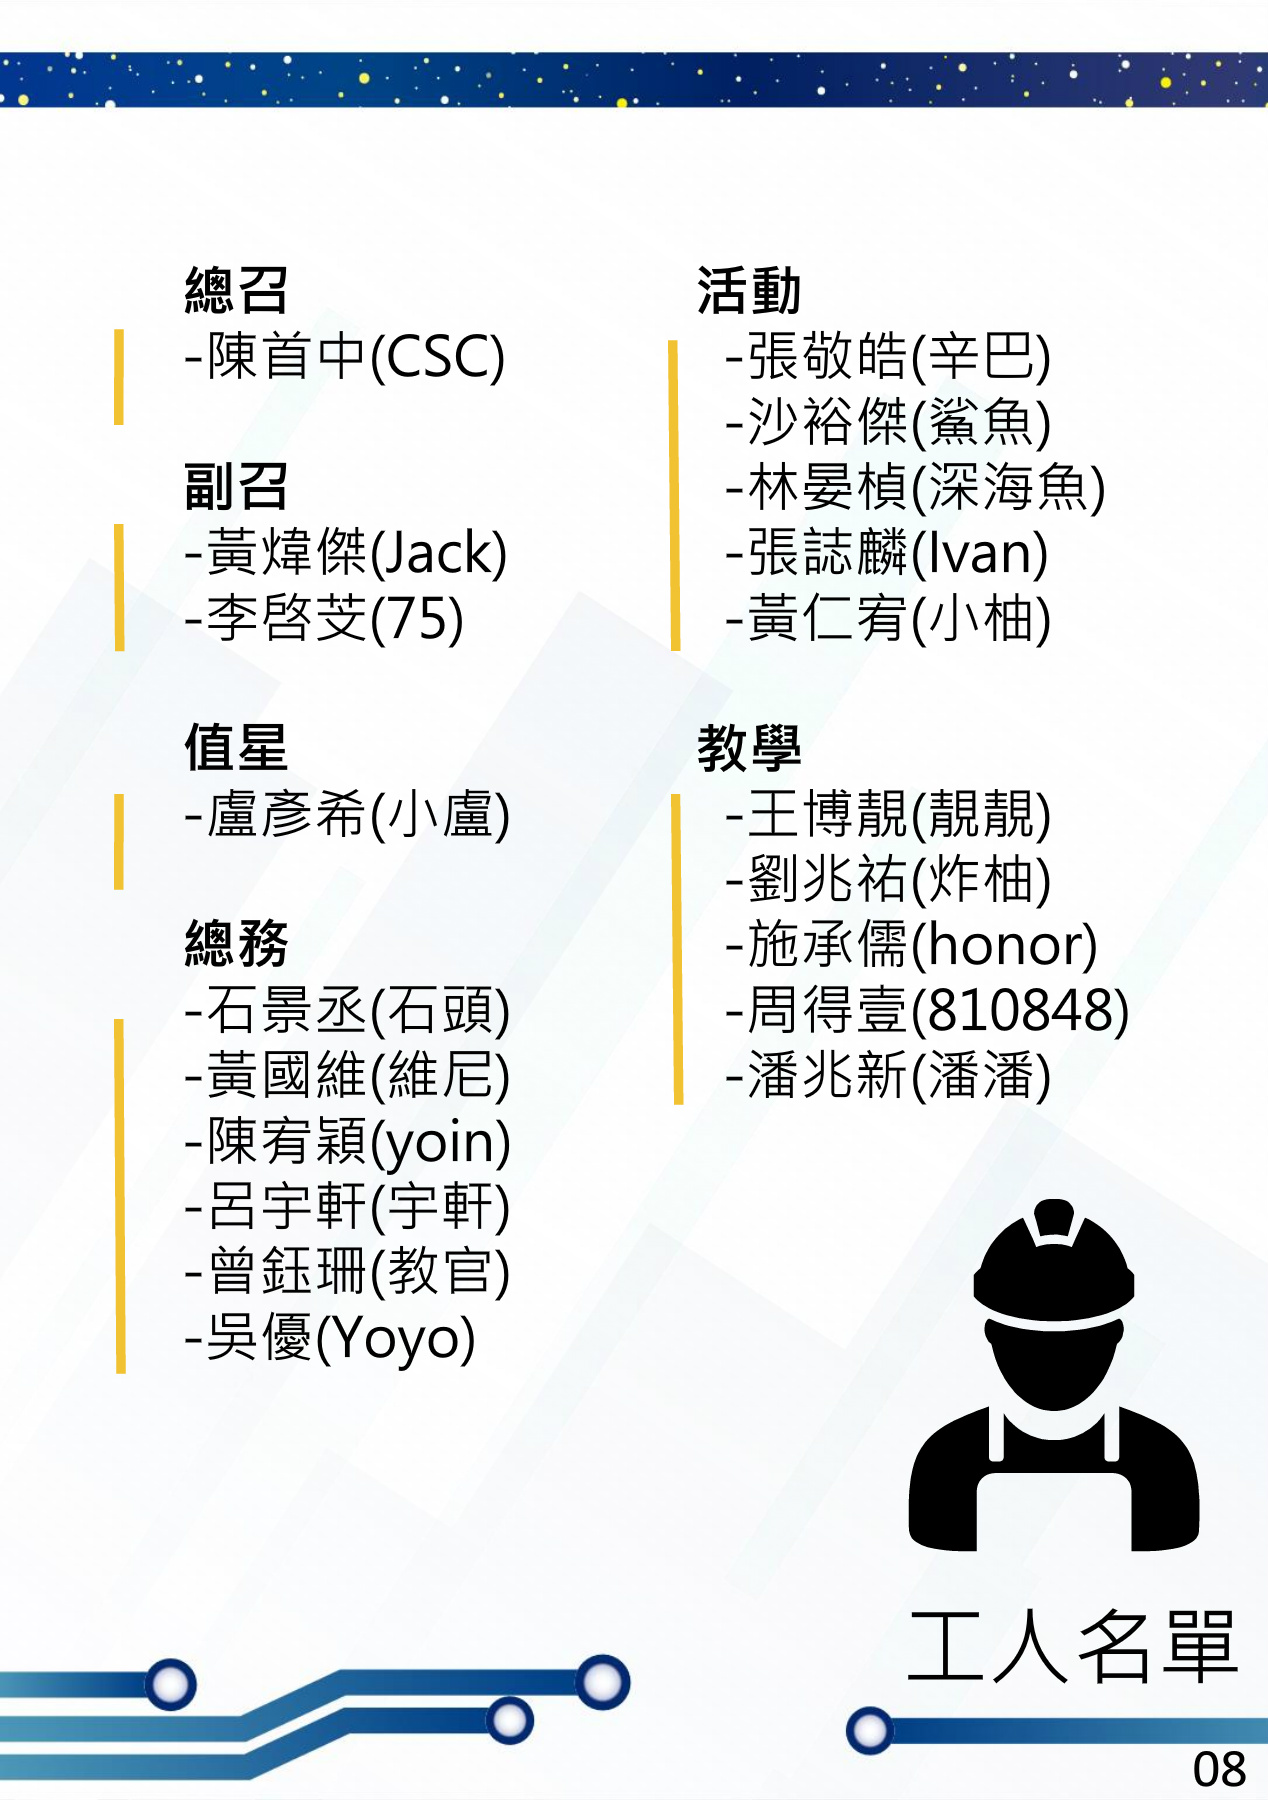 總召
-陳首中(CSC)
副召
-黃煒傑(Jack)
-李啓芠(75)
值星
-盧彥希(小盧)
總務
-石景丞(石頭)
-黃國維(維尼)
-陳宥穎(yoin)
-呂宇軒(宇軒)
-曾鈺珊(教官)
-吳優(Yoyo)
活動
-張敬皓(辛巴)
-沙裕傑(鯊魚)
-林晏楨(深海魚)
-張誌麟(Ivan)
-黃仁宥(小柚)
教學
-王博靚(靚靚)
-劉兆祐(炸柚)
-施承儒(honor)
-周得壹(810848)
-潘兆新(潘潘)
工人名單
08